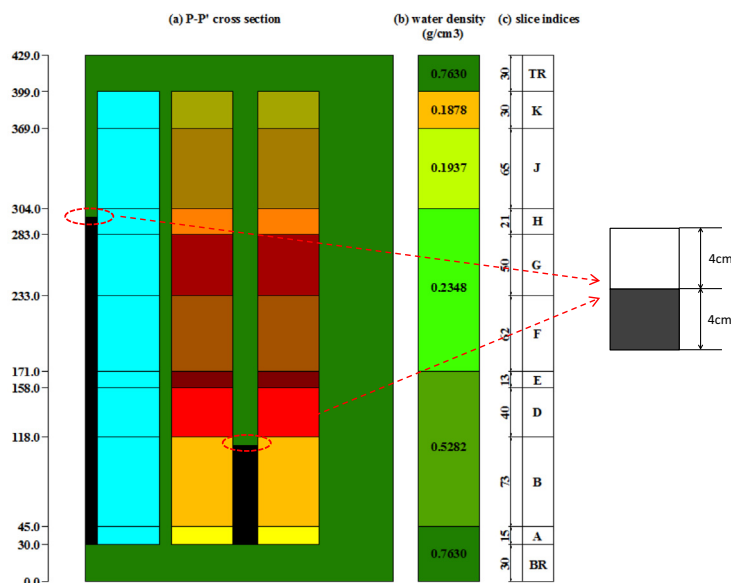 (a) P-P' cross section
(b) water density (c) slice indices
(g/cm3)
429.0
30
TR
0.7630
399.0
30
K
0.1878
369.0
65
J
0.1937
304.0
21
H
283.0
50
G
233.0
0.2348
62
F
171.0
13
E
158.0
40
D
118.0
0.5282
73
B
45.0
15
A
30.0
0.7630
30
BR
0.0
4cm
4cm